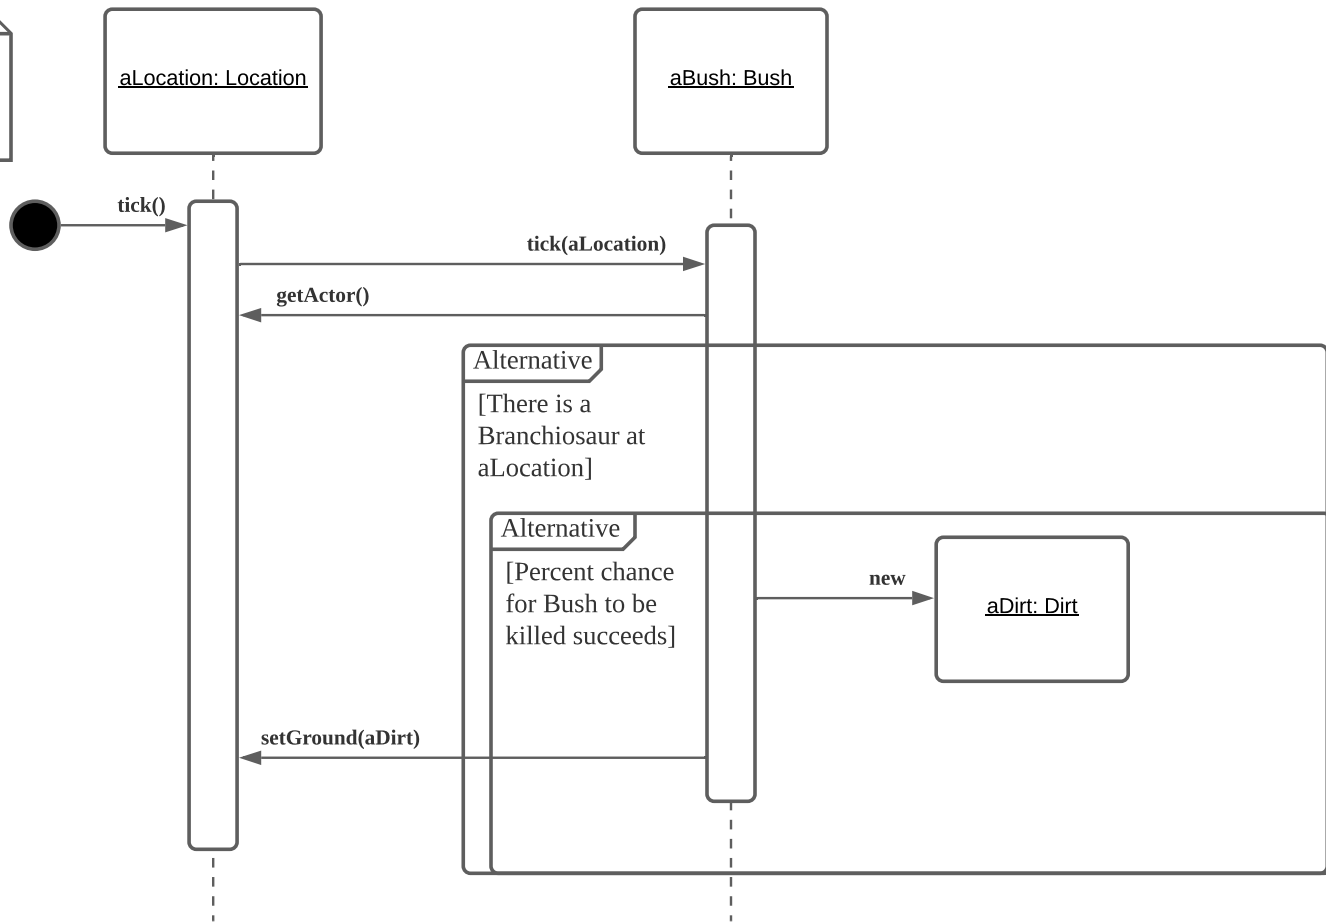 aLocation: Location
aBush: Bush
tick()
tick(aLocation)
getActor()
Alternative
[There is a
Branchiosaur at
aLocation]
Alternative
[Percent chance
for Bush to be
killed succeeds]
new
aDirt: Dirt
setGround(aDirt)